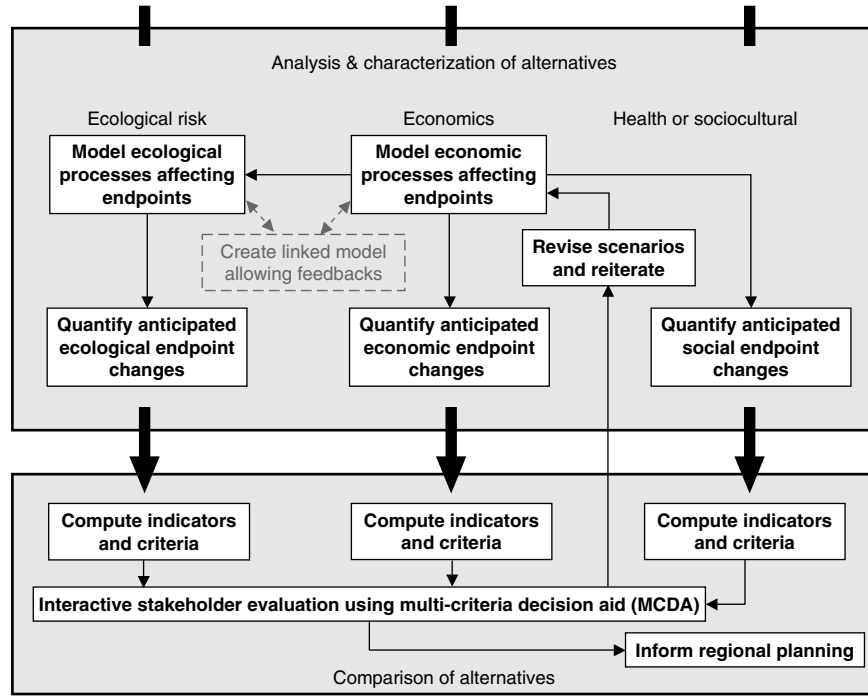 Analysis & characterization of alternatives
Ecological risk
Economics
Health or sociocultural
Model ecological
processes affecting
endpoints
Model economic
processes affecting
endpoints
Create linked model
allowing feedbacks
Revise scenarios
and reiterate
Quantify anticipated
ecological endpoint
changes
Quantify anticipated
economic endpoint
changes
Quantify anticipated
social endpoint
changes
Compute indicators
and criteria
Compute indicators
and criteria
Compute indicators
and criteria
Interactive stakeholder evaluation using multi-criteria decision aid (MCDA)
Inform regional planning
Comparison of alternatives